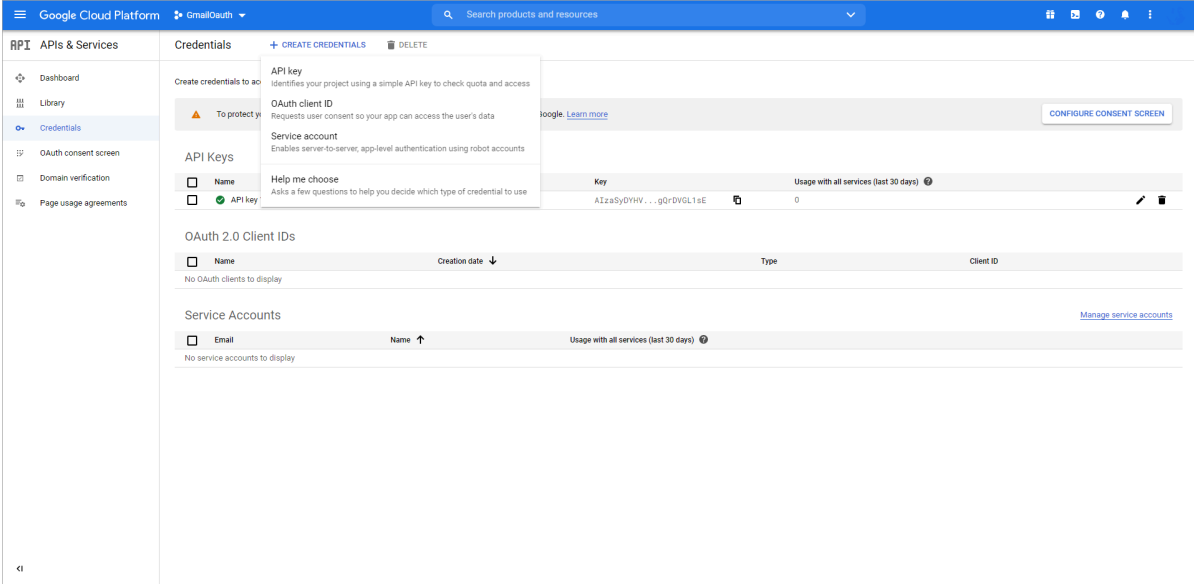 Google Cloud Platform GmailOauth Search products and resources
API APIs & Services Credentials + CREATE CREDENTIALS DELETE
Dashboard
Library
Credentials
OAuth consent screen
Domain verification
Page usage agreements
API key
Identifies your project using a simple API key to check quota and access
OAuth client ID
Requests user consent so your app can access the user's data
Service account
Enables server-to-server, app-level authentication using robot accounts
Help me choose
Asks a few questions to help you decide which type of credential to use
Create credentials to
To protect Learn more CONFIGURE CONSENT SCREEN
API Keys
Name Key Usage with all services (last 30 days)
API key AIzaSyDYHV...gQrDVGL1sE 0
OAuth 2.0 Client IDs
Name Creation date Type Client ID
No OAuth clients to display
Service Accounts Manage service accounts
Email Name Usage with all services (last 30 days)
No service accounts to display